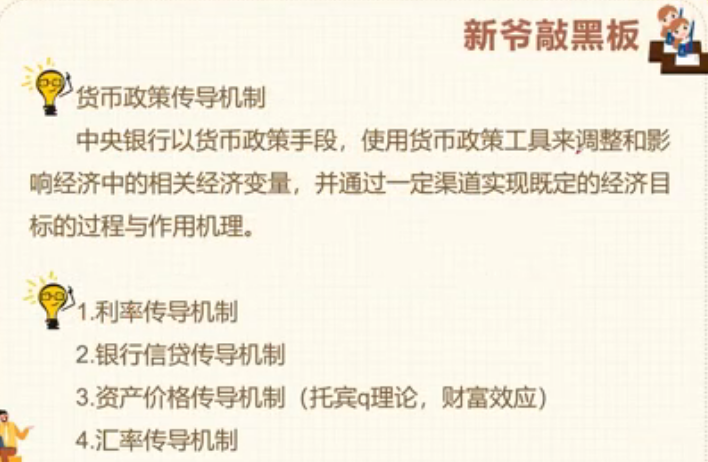 新爷敲黑板
货币政策传导机制
中央银行以货币政策手段，使用货币政策工具来调整和影
响经济中的相关经济变量，并通过一定渠道实现既定的经济目
标的过程与作用机理。
1.利率传导机制
2.银行信贷传导机制
3.资产价格传导机制（托宾q理论，财富效应）
4.汇率传导机制